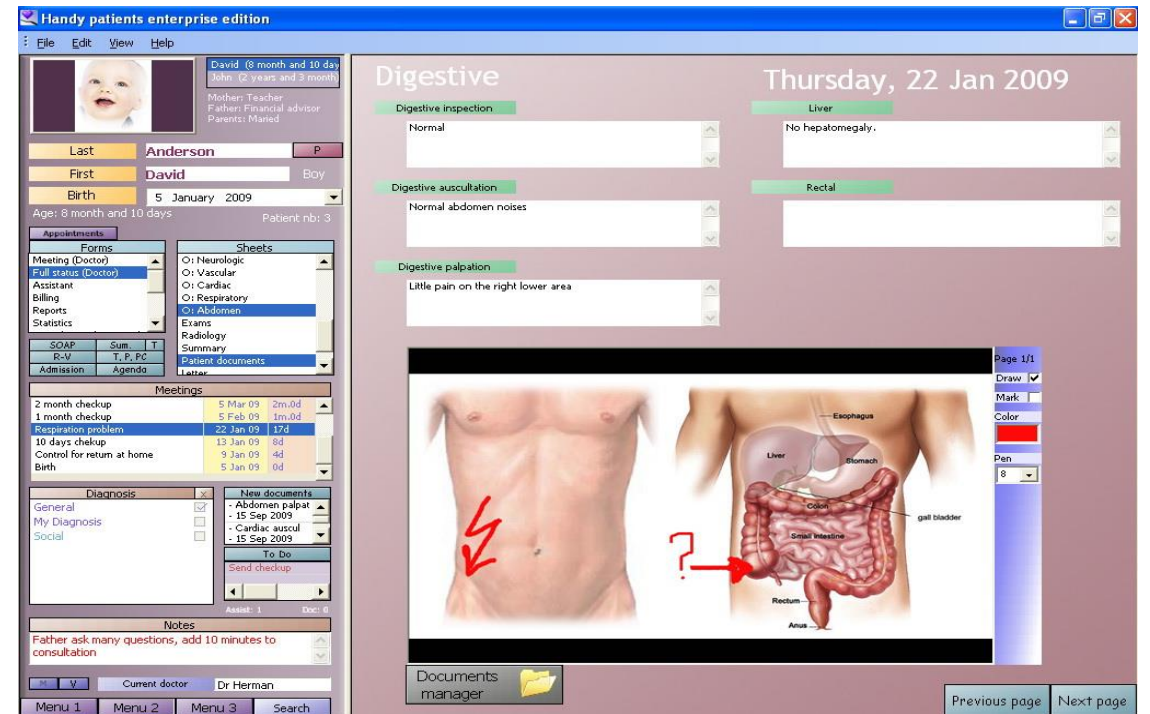 Handy patients enterprise edition
File Edit View Help
David (8 month and 10 day
John (2 years and 3 month)
Mother: Teacher
Father: Financial advisor
Parents: Maried
Last Anderson P
First David Boy
Birth 5 January 2009
Age: 8 month and 10 days
Patient nb: 3
Appointments
Forms
Meeting (Doctor)
Full status (Doctor)
Assistant
Billing
Reports
Statistics
Sheets
O: Neurologic
O: Vascular
O: Cardiac
O: Respiratory
O: Abdomen
Exams
Radiology
Summary
Patient documents
Letter
SOAP Sum. T
R-V T, P, PC
Admission Agenda
Meetings
2 month checkup 5 Mar 09 2m.0d
1 month checkup 5 Feb 09 1m.0d
Respiration problem 22 Jan 09 17d
10 days chekup 13 Jan 09 8d
Control for return at home 9 Jan 09 4d
Birth 5 Jan 09 0d
Diagnosis x
General
My Diagnosis
Social
New documents
- Abdomen palpat
- 15 Sep 2009
- Cardiac auscul
- 15 Sep 2009
To Do
Send checkup
Assist: 1 Doc: 0
Notes
Father ask many questions, add 10 minutes to
consultation
M V Current doctor Dr Herman
Menu 1 Menu 2 Menu 3 Search
Digestive
Thursday, 22 Jan 2009
Digestive inspection
Normal
Liver
No hepatomegaly.
Digestive auscultation
Normal abdomen noises
Rectal
Digestive palpation
Little pain on the right lower area
Esophagus
Liver
Stomach
Colon
gall bladder
Small Intestine
?
Rectum
Anus
Page 1/1
Draw
Mark
Color
Pen
8
Documents
manager
Previous page Next page